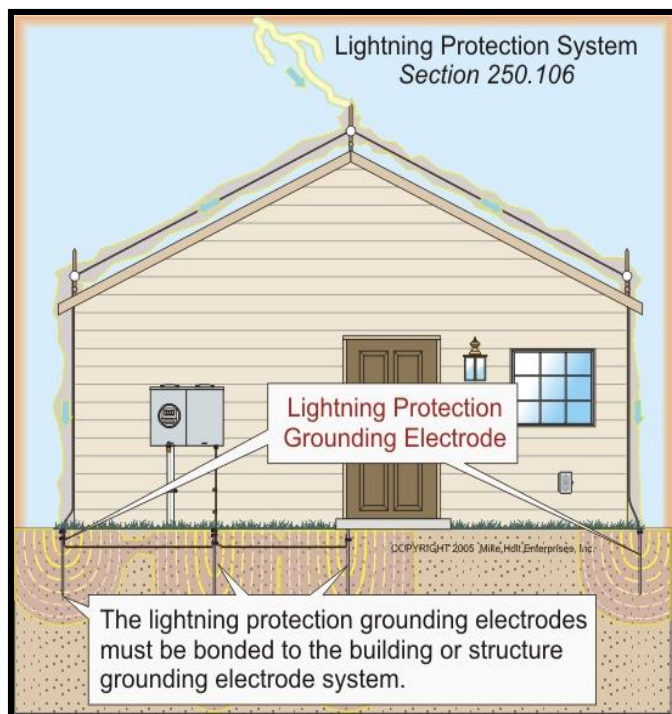 Lightning Protection System
Section 250.106
Lightning Protection
Grounding Electrode
COPYRIGHT 2005 Mike Holt Enterprises, Inc.
The lightning protection grounding electrodes
must be bonded to the building or structure
grounding electrode system.